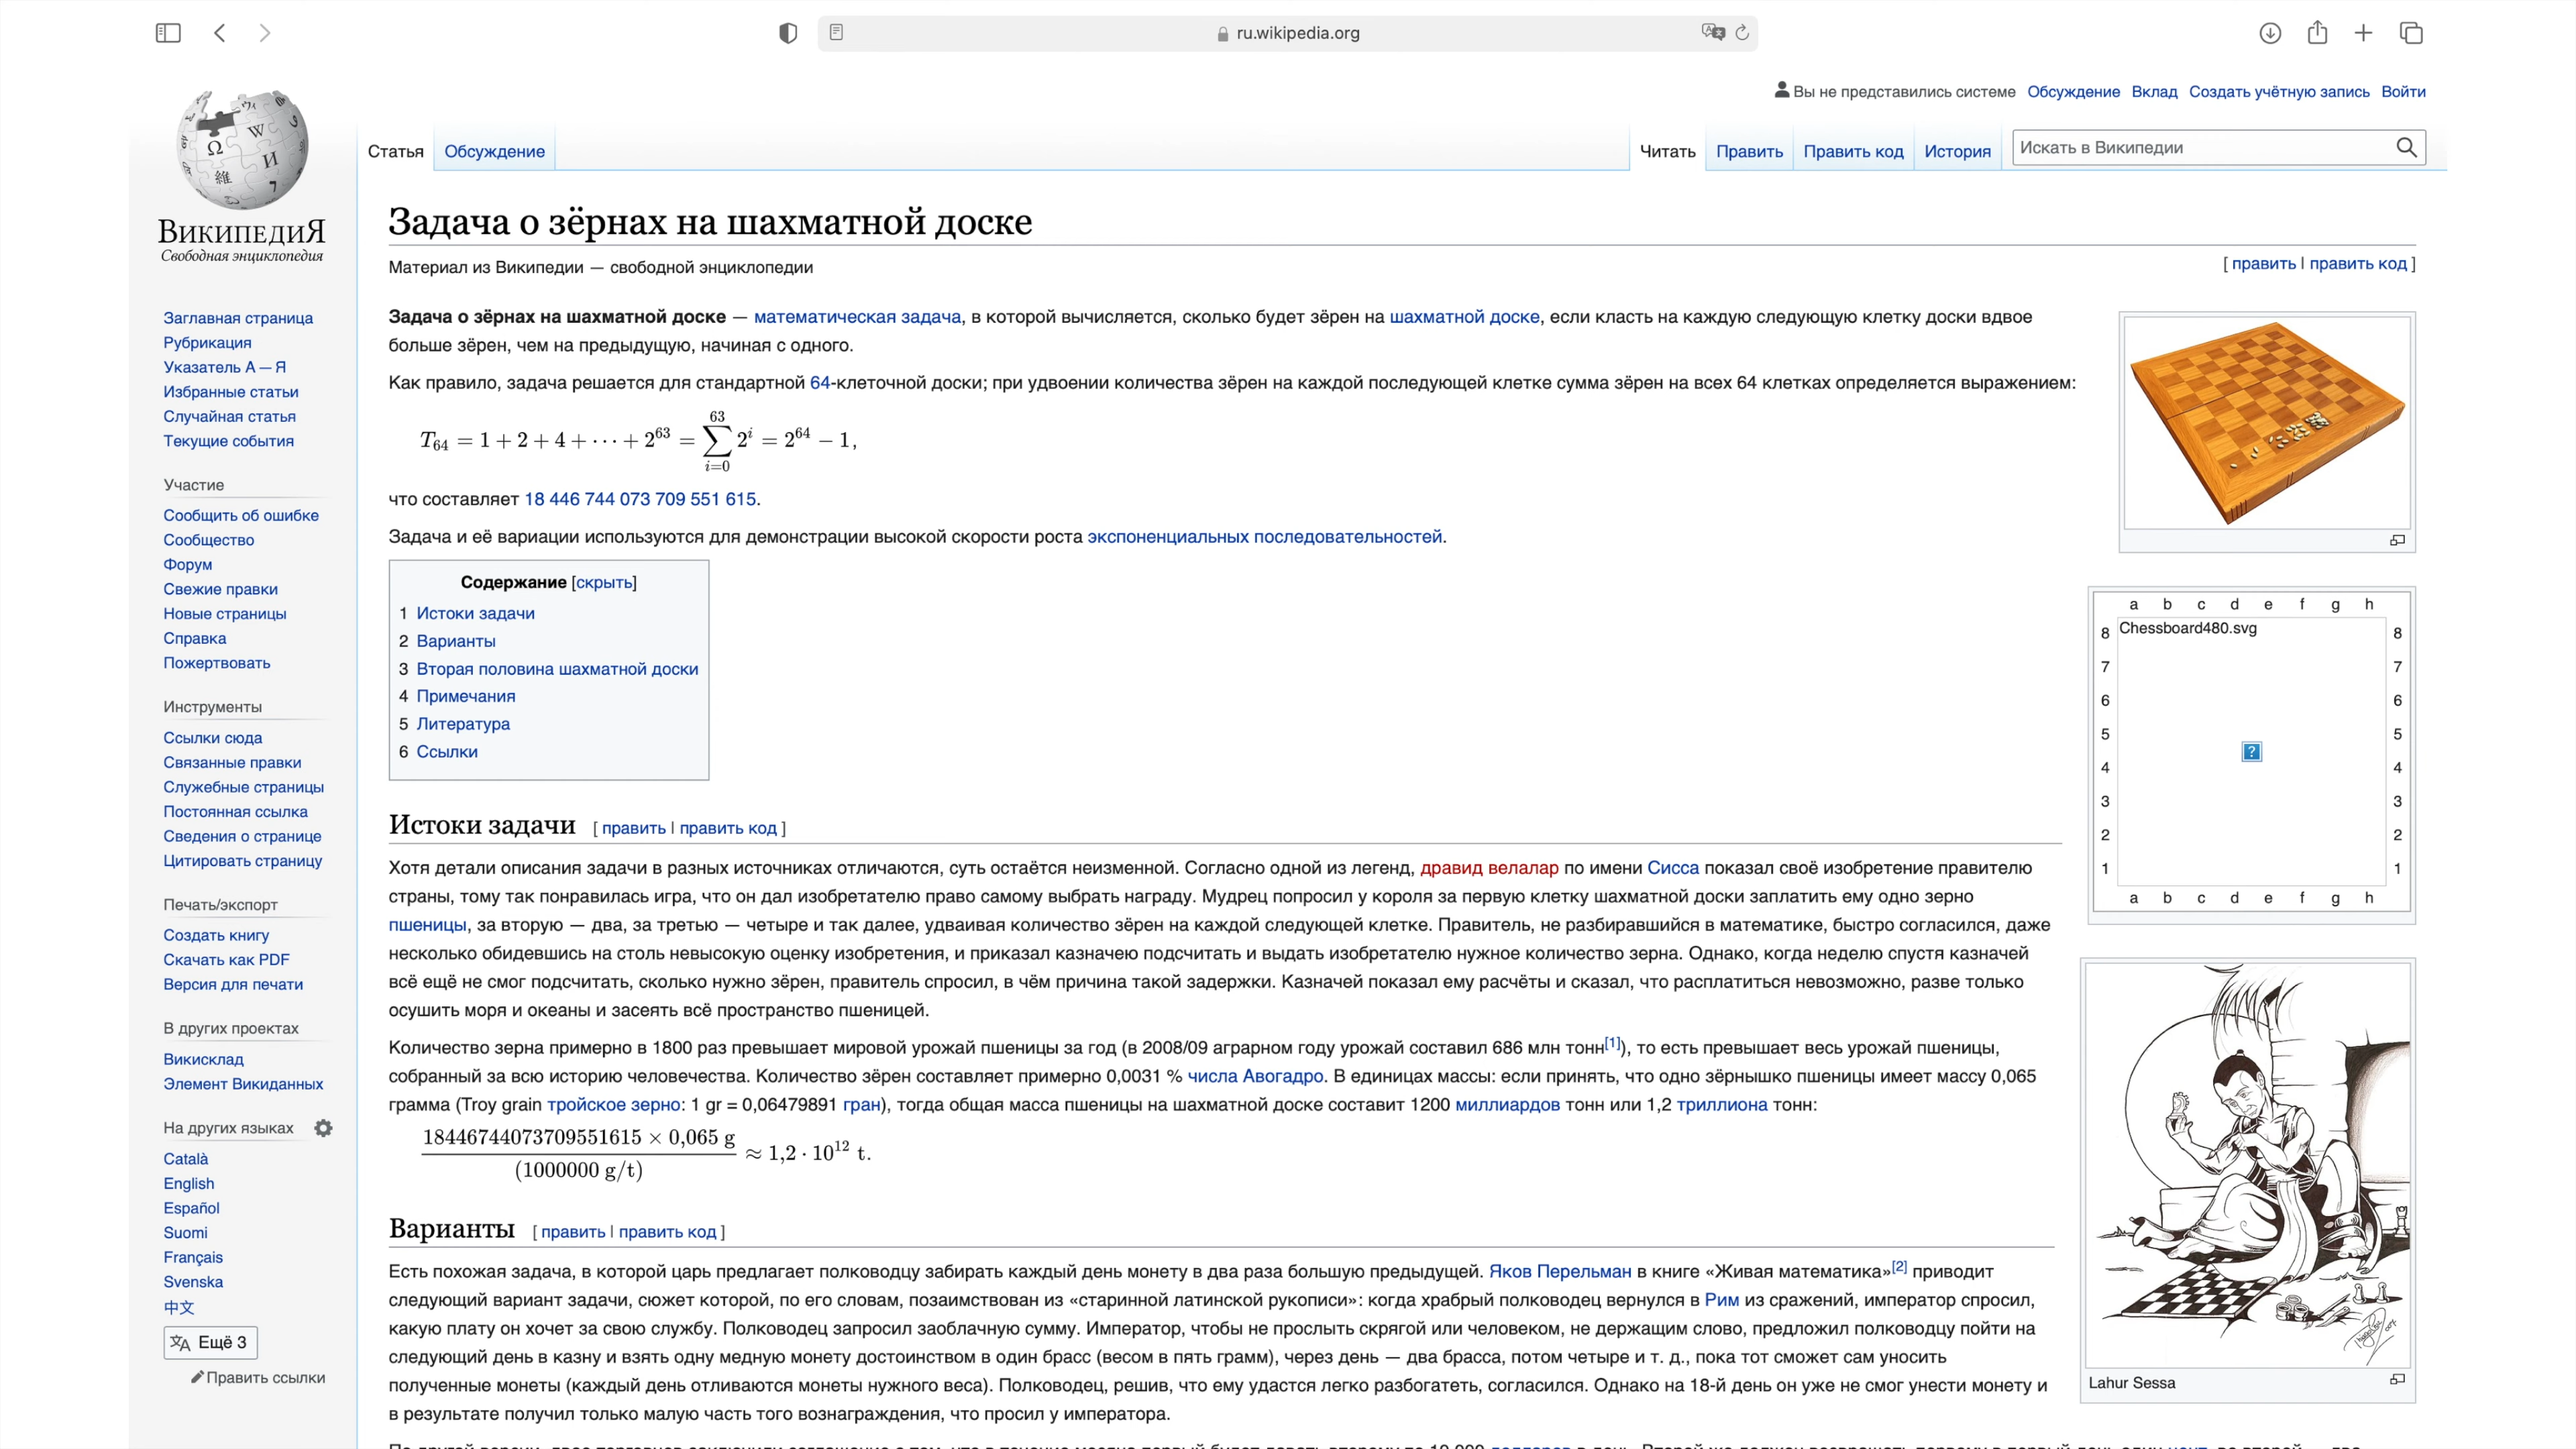 ru.wikipedia.org
Вы не представились системе Обсуждение Вклад Создать учётную запись Войти
Статья Обсуждение Читать Править Править код История Искать в Википедии
ВикипедиЯ
Свободная энциклопедия
Заглавная страница
Рубрикация
Указатель А — Я
Избранные статьи
Случайная статья
Текущие события
Участие
Сообщить об ошибке
Сообщество
Форум
Свежие правки
Новые страницы
Справка
Пожертвовать
Инструменты
Ссылки сюда
Связанные правки
Служебные страницы
Постоянная ссылка
Сведения о странице
Цитировать страницу
Печать/экспорт
Создать книгу
Скачать как PDF
Версия для печати
В других проектах
Викисклад
Элемент Викиданных
На других языках
Català
English
Español
Suomi
Français
Svenska
中文
Ещё 3
Править ссылки
Задача о зёрнах на шахматной доске
Материал из Википедии — свободной энциклопедии
[ править | править код ]
Задача о зёрнах на шахматной доске — математическая задача, в которой вычисляется, сколько будет зёрен на шахматной доске, если класть на каждую следующую клетку доски вдвое
больше зёрен, чем на предыдущую, начиная с одного.
Как правило, задача решается для стандартной 64-клеточной доски; при удвоении количества зёрен на каждой последующей клетке сумма зёрен на всех 64 клетках определяется выражением:
T₆₄ = 1 + 2 + 4 + ⋯ + 2⁶³ = ∑_{i=0}^{63} 2ⁱ = 2⁶⁴ − 1,
что составляет 18 446 744 073 709 551 615.
Задача и её вариации используются для демонстрации высокой скорости роста экспоненциальных последовательностей.
Содержание [скрыть]
1 Истоки задачи
2 Варианты
3 Вторая половина шахматной доски
4 Примечания
5 Литература
6 Ссылки
Истоки задачи [ править | править код ]
Хотя детали описания задачи в разных источниках отличаются, суть остаётся неизменной. Согласно одной из легенд, дравид велалар по имени Сисса показал своё изобретение правителю
страны, тому так понравилась игра, что он дал изобретателю право самому выбрать награду. Мудрец попросил у короля за первую клетку шахматной доски заплатить ему одно зерно
пшеницы, за вторую — два, за третью — четыре и так далее, удваивая количество зёрен на каждой следующей клетке. Правитель, не разбиравшийся в математике, быстро согласился, даже
несколько обидевшись на столь невысокую оценку изобретения, и приказал казначею подсчитать и выдать изобретателю нужное количество зерна. Однако, когда неделю спустя казначей
всё ещё не смог подсчитать, сколько нужно зёрен, правитель спросил, в чём причина такой задержки. Казначей показал ему расчёты и сказал, что расплатиться невозможно, разве только
осушить моря и океаны и засеять всё пространство пшеницей.
Количество зерна примерно в 1800 раз превышает мировой урожай пшеницы за год (в 2008/09 аграрном году урожай составил 686 млн тонн[1]), то есть превышает весь урожай пшеницы,
собранный за всю историю человечества. Количество зёрен составляет примерно 0,0031 % числа Авогадро. В единицах массы: если принять, что одно зёрнышко пшеницы имеет массу 0,065
грамма (Troy grain тройское зерно: 1 gr = 0,06479891 гран), тогда общая масса пшеницы на шахматной доске составит 1200 миллиардов тонн или 1,2 триллиона тонн:
18446744073709551615 × 0,065 g
(1000000 g/t)
≈ 1,2 · 10¹² t.
Варианты [ править | править код ]
Есть похожая задача, в которой царь предлагает полководцу забирать каждый день монету в два раза большую предыдущей. Яков Перельман в книге «Живая математика»[2] приводит
следующий вариант задачи, сюжет которой, по его словам, позаимствован из «старинной латинской рукописи»: когда храбрый полководец вернулся в Рим из сражений, император спросил,
какую плату он хочет за свою службу. Полководец запросил заоблачную сумму. Император, чтобы не прослыть скрягой или человеком, не держащим слово, предложил полководцу пойти на
следующий день в казну и взять одну медную монету достоинством в один брасс (весом в пять грамм), через день — два брасса, потом четыре и т. д., пока тот сможет сам уносить
полученные монеты (каждый день отливаются монеты нужного веса). Полководец, решив, что ему удастся легко разбогатеть, согласился. Однако на 18-й день он уже не смог унести монету и
в результате получил только малую часть того вознаграждения, что просил у императора.
a b c d e f g h
8 Chessboard480.svg 8
7 7
6 6
5 5
4 4
3 3
2 2
1 1
a b c d e f g h
Lahur Sessa